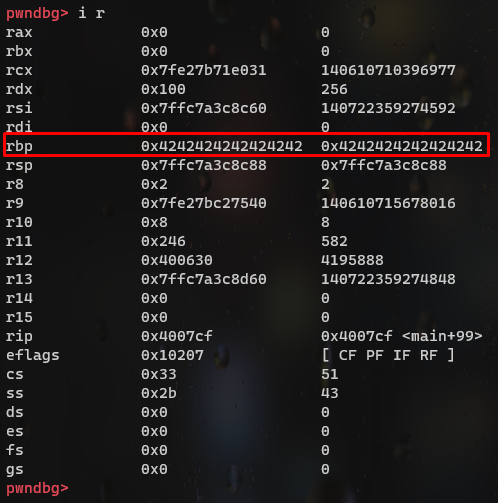 pwndbg> i r
rax 0x0 0
rbx 0x0 0
rcx 0x7fe27b71e031 140610710396977
rdx 0x100 256
rsi 0x7ffc7a3c8c60 140722359274592
rdi 0x0 0
rbp 0x4242424242424242 0x4242424242424242
rsp 0x7ffc7a3c8c88 0x7ffc7a3c8c88
r8 0x2 2
r9 0x7fe27bc27540 140610715678016
r10 0x8 8
r11 0x246 582
r12 0x400630 4195888
r13 0x7ffc7a3c8d60 140722359274848
r14 0x0 0
r15 0x0 0
rip 0x4007cf 0x4007cf <main+99>
eflags 0x10207 [ CF PF IF RF ]
cs 0x33 51
ss 0x2b 43
ds 0x0 0
es 0x0 0
fs 0x0 0
gs 0x0 0
pwndbg>